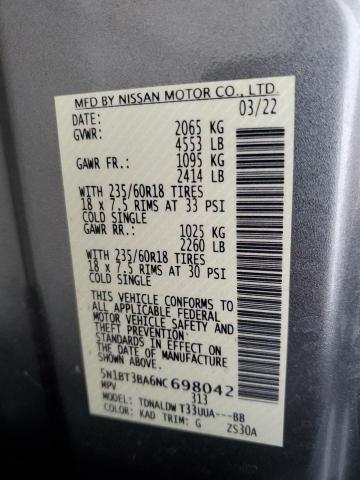 MFD BY NISSAN MOTOR CO., LTD.
DATE: 03/22
GVWR: 2065 KG
4553 LB
GAWR FR.: 1095 KG
2414 LB
WITH 235/60R18 TIRES
18 x 7.5 RIMS AT 33 PSI
COLD SINGLE
GAWR RR.: 1025 KG
2260 LB
WITH 235/60R18 TIRES
18 x 7.5 RIMS AT 30 PSI
COLD SINGLE
THIS VEHICLE CONFORMS TO
ALL APPLICABLE FEDERAL
MOTOR VEHICLE SAFETY AND
THEFT PREVENTION
STANDARDS IN EFFECT ON
THE DATE OF MANUFACTURE
SHOWN ABOVE.
5N1BT3BA6NC698042
MPV 313
TDNALDW T33UUA---BB
COLOR: KAD TRIM: G ZS30A